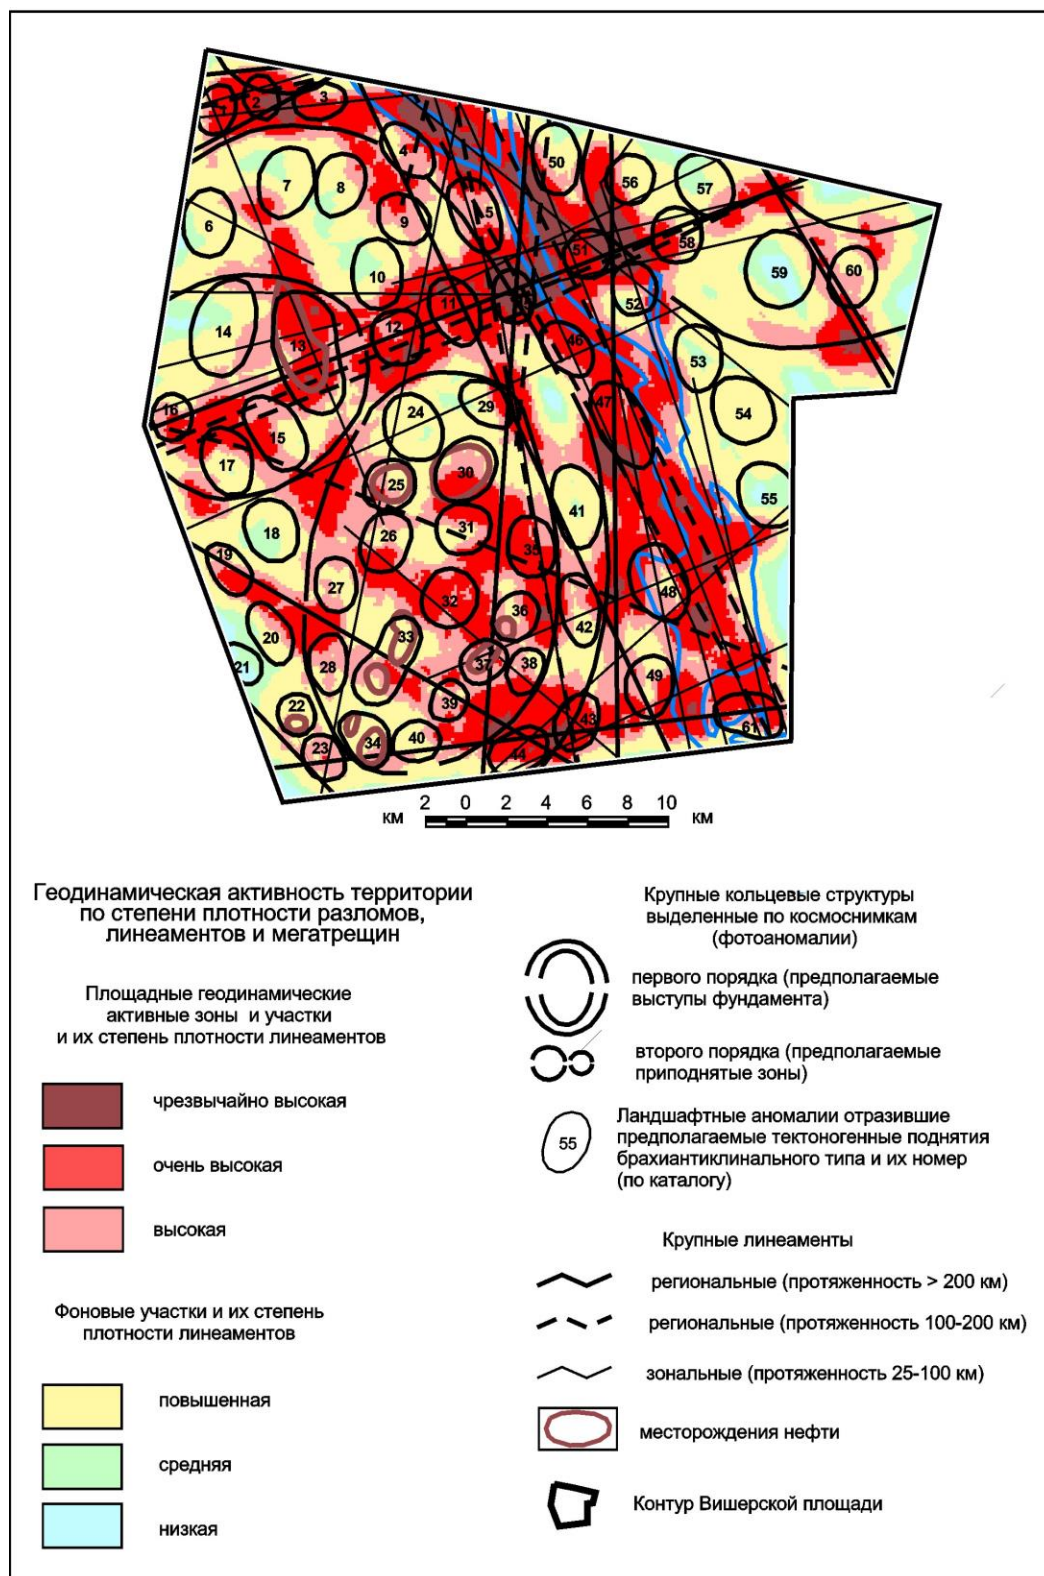 1
2
3
4
50
56
57
7
8
9
5
6
51
58
10
59
60
52
11
14
12
46
13
53
16
29
24
47
54
15
17
30
25
55
41
18
31
26
35
19
27
32
48
36
33
42
20
21
28
37
38
49
39
22
43
61
34
40
23
44
2 0 2 4 6 8 10
км км
Геодинамическая активность территории
по степени плотности разломов,
линеаментов и мегатрещин
Площадные геодинамические
активные зоны и участки
и их степень плотности линеаментов
чрезвычайно высокая
очень высокая
высокая
Фоновые участки и их степень
плотности линеаментов
повышенная
средняя
низкая
Крупные кольцевые структуры
выделенные по космоснимкам
(фотоаномалии)
первого порядка (предполагаемые
выступы фундамента)
второго порядка (предполагаемые
приподнятые зоны)
55
Ландшафтные аномалии отразившие
предполагаемые тектоногенные поднятия
брахиантиклинального типа и их номер
(по каталогу)
Крупные линеаменты
региональные (протяженность > 200 км)
региональные (протяженность 100-200 км)
зональные (протяженность 25-100 км)
месторождения нефти
Контур Вишерской площади